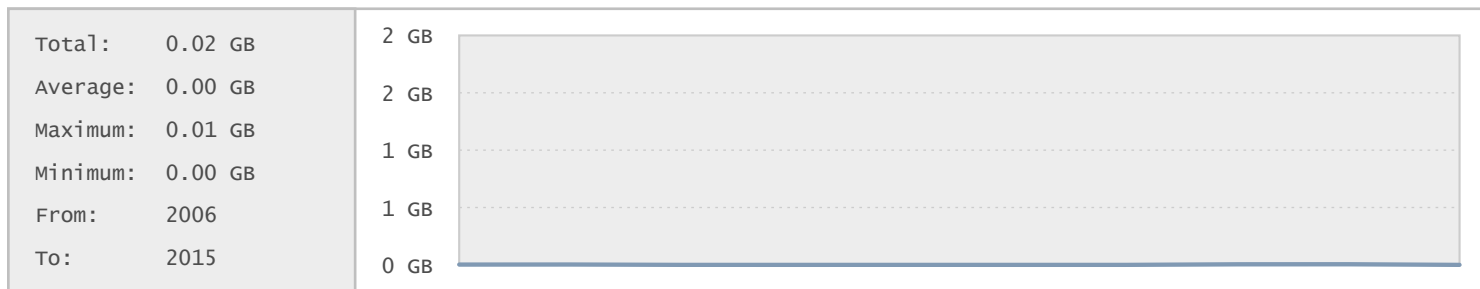 Total: 0.02 GB
Average: 0.00 GB
Maximum: 0.01 GB
Minimum: 0.00 GB
From: 2006
To: 2015
2 GB
2 GB
1 GB
1 GB
0 GB